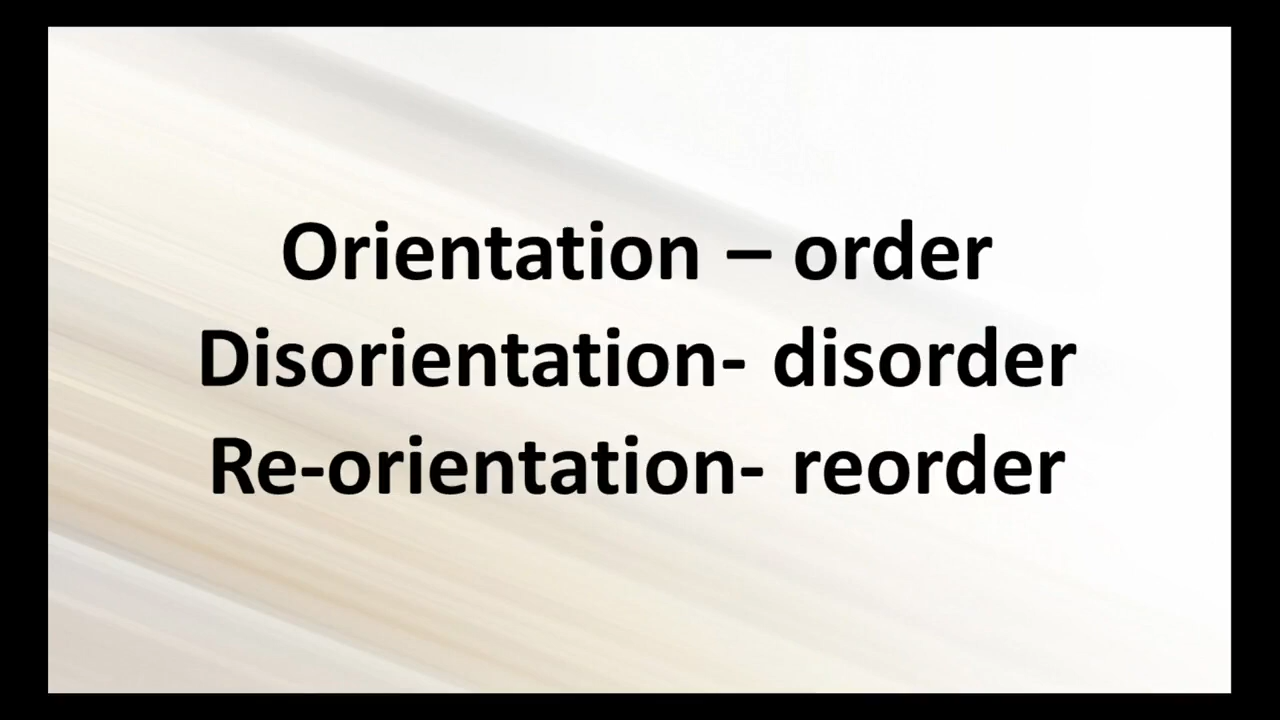 Orientation – order
Disorientation- disorder
Re-orientation- reorder